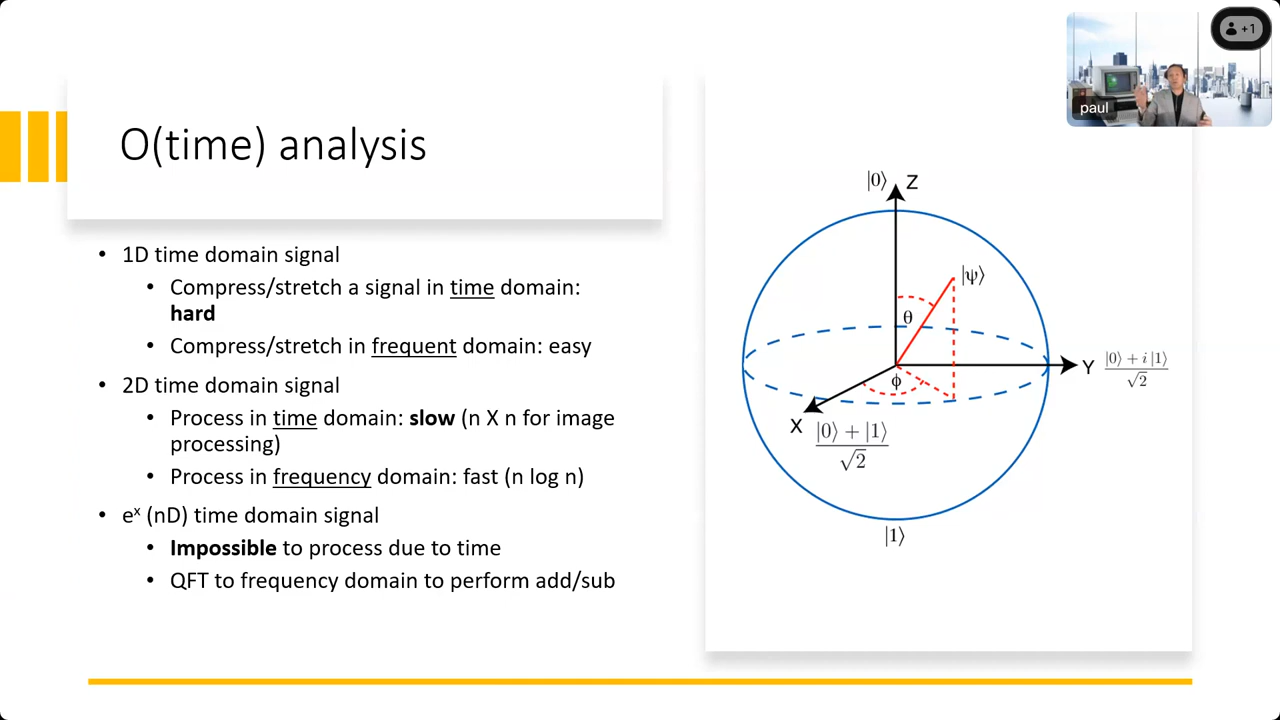 O(time) analysis
• 1D time domain signal
• Compress/stretch a signal in time domain:
hard
• Compress/stretch in frequent domain: easy
• 2D time domain signal
• Process in time domain: slow (n X n for image
processing)
• Process in frequency domain: fast (n log n)
• eˣ (nD) time domain signal
• Impossible to process due to time
• QFT to frequency domain to perform add/sub
|0⟩ Z
|ψ⟩
θ
ϕ
Y |0⟩ + i |1⟩
√2
X |0⟩ + |1⟩
√2
|1⟩
+1
paul